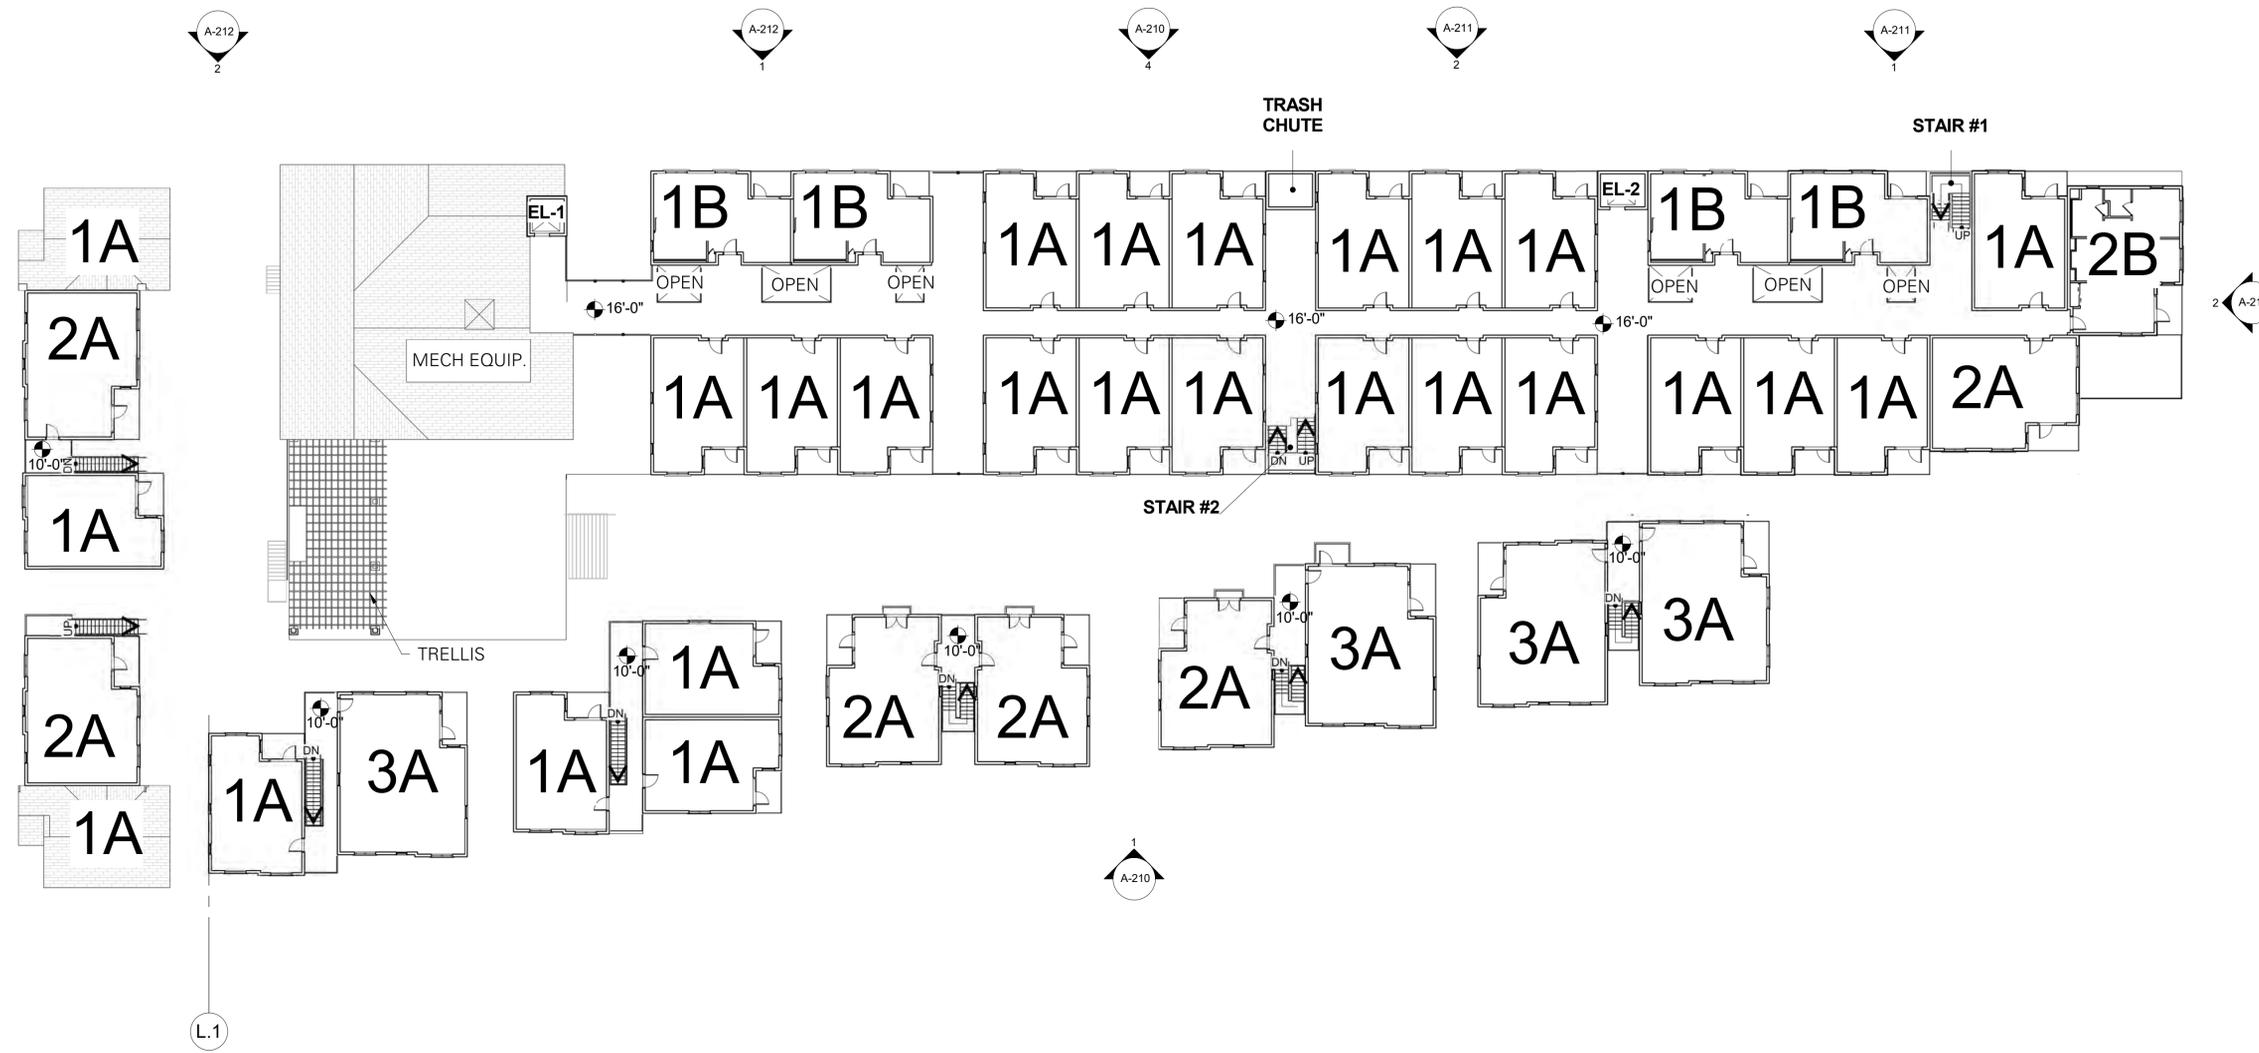 A-212
2
A-212
1
A-210
4
A-211
2
A-211
1
TRASH
CHUTE
STAIR #1
1A
EL-1
1B
1B
1A
1A
1A
1A
1A
1A
EL-2
1B
1B
UP
1A
2B
OPEN
OPEN
OPEN
OPEN
OPEN
OPEN
16'-0"
16'-0"
16'-0"
2
2A
MECH EQUIP.
1A
1A
1A
1A
1A
1A
1A
1A
1A
1A
1A
1A
2A
10'-0"
DN
DN
UP
1A
STAIR #2
10'-0"
10'-0"
10'-0"
10'-0"
10'-0"
10'-0"
UP
TRELLIS
2A
1A
3A
DN
1A
1A
1A
DN
2A
2A
DN
2A
3A
DN
3A
3A
DN
1A
1
A-210
L.1